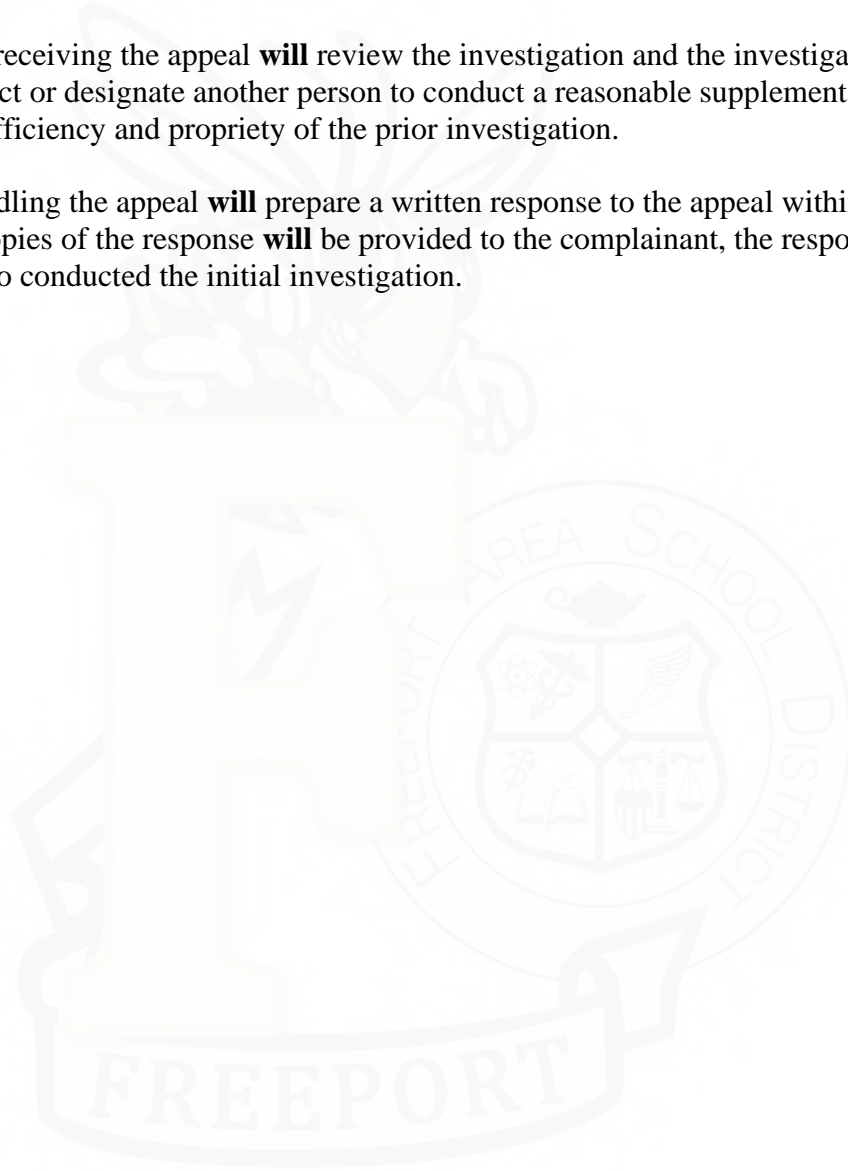 receiving the appeal will review the investigation and the investiga
ct or designate another person to conduct a reasonable supplement
fficiency and propriety of the prior investigation.
dling the appeal will prepare a written response to the appeal withi
opies of the response will be provided to the complainant, the respo
o conducted the initial investigation.
FREEPORT AREA SCHOOL DISTRICT
FREEPORT